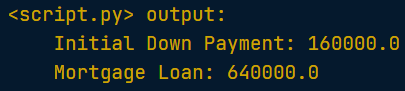 <script.py> output:
    Initial Down Payment: 160000.0
    Mortgage Loan: 640000.0